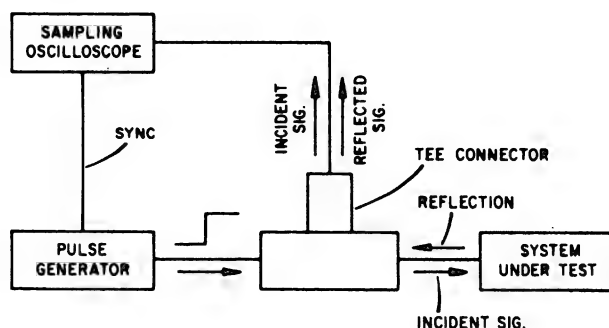 SAMPLING
OSCILLOSCOPE
INCIDENT
SIG.
REFLECTED
SIG.
SYNC
TEE CONNECTOR
REFLECTION
PULSE
GENERATOR
SYSTEM
UNDER TEST
INCIDENT SIG.